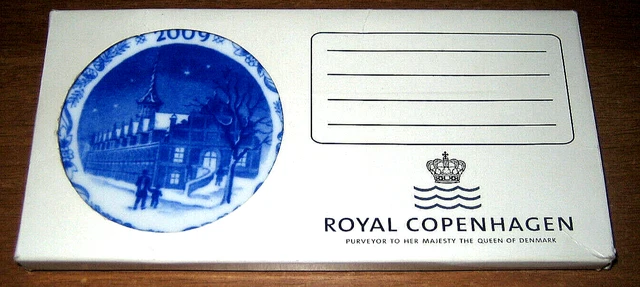 2009
ROYAL COPENHAGEN
PURVEYOR TO HER MAJESTY THE QUEEN OF DENMARK